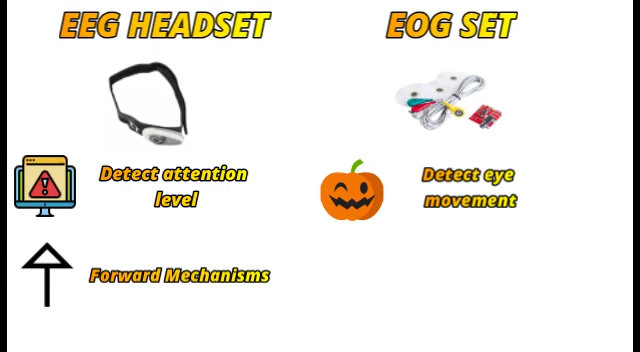 EEG HEADSET
EOG SET
Detect attention
level
Detect eye
movement
Forward Mechanisms